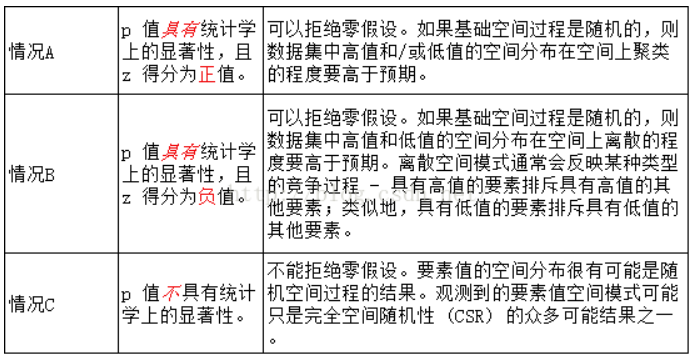 情况A
p 值具有统计学
上的显著性，且
z 得分为正值。
可以拒绝零假设。如果基础空间过程是随机的，则
数据集中高值和/或低值的空间分布在空间上聚类
的程度要高于预期。
情况B
p 值具有统计学
上的显著性，且
z 得分为负值。
可以拒绝零假设。如果基础空间过程是随机的，则
数据集中高值和低值的空间分布在空间上离散的程
度要高于预期。离散空间模式通常会反映某种类型
的竞争过程 - 具有高值的要素排斥具有高值的其
他要素；类似地，具有低值的要素排斥具有低值的
其他要素。
情况C
p 值不具有统计
学上的显著性。
不能拒绝零假设。要素值的空间分布很有可能是随
机空间过程的结果。观测到的要素值空间模式可能
只是完全空间随机性 (CSR) 的众多可能结果之一
。